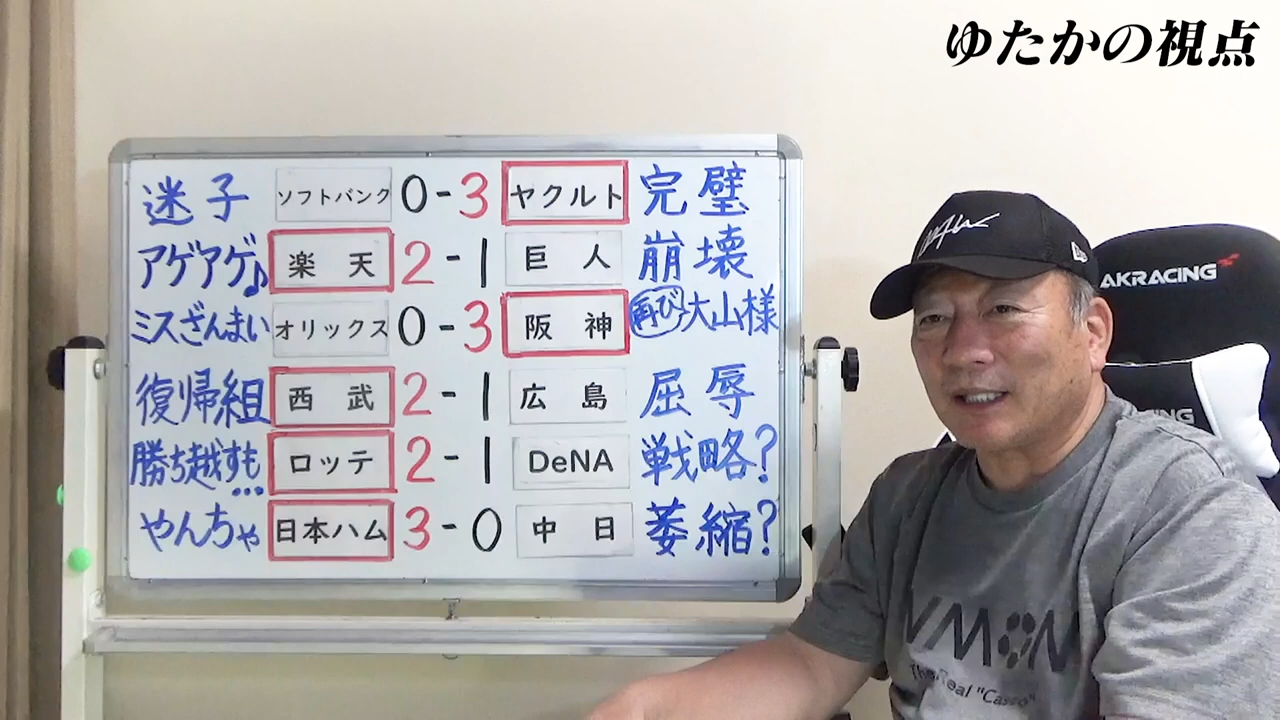 ゆたかの視点
迷子 ソフトバンク 0-3 ヤクルト 完璧
アゲアゲ♪ 楽天 2-1 巨人 崩壊
ミスざんまい オリックス 0-3 阪神 再び大山様
復帰組 西武 2-1 広島 屈辱
勝ち越すも… ロッテ 2-1 DeNA 戦略?
やんちゃ 日本ハム 3-0 中日 萎縮?
AKRACING
The Real "Casino"